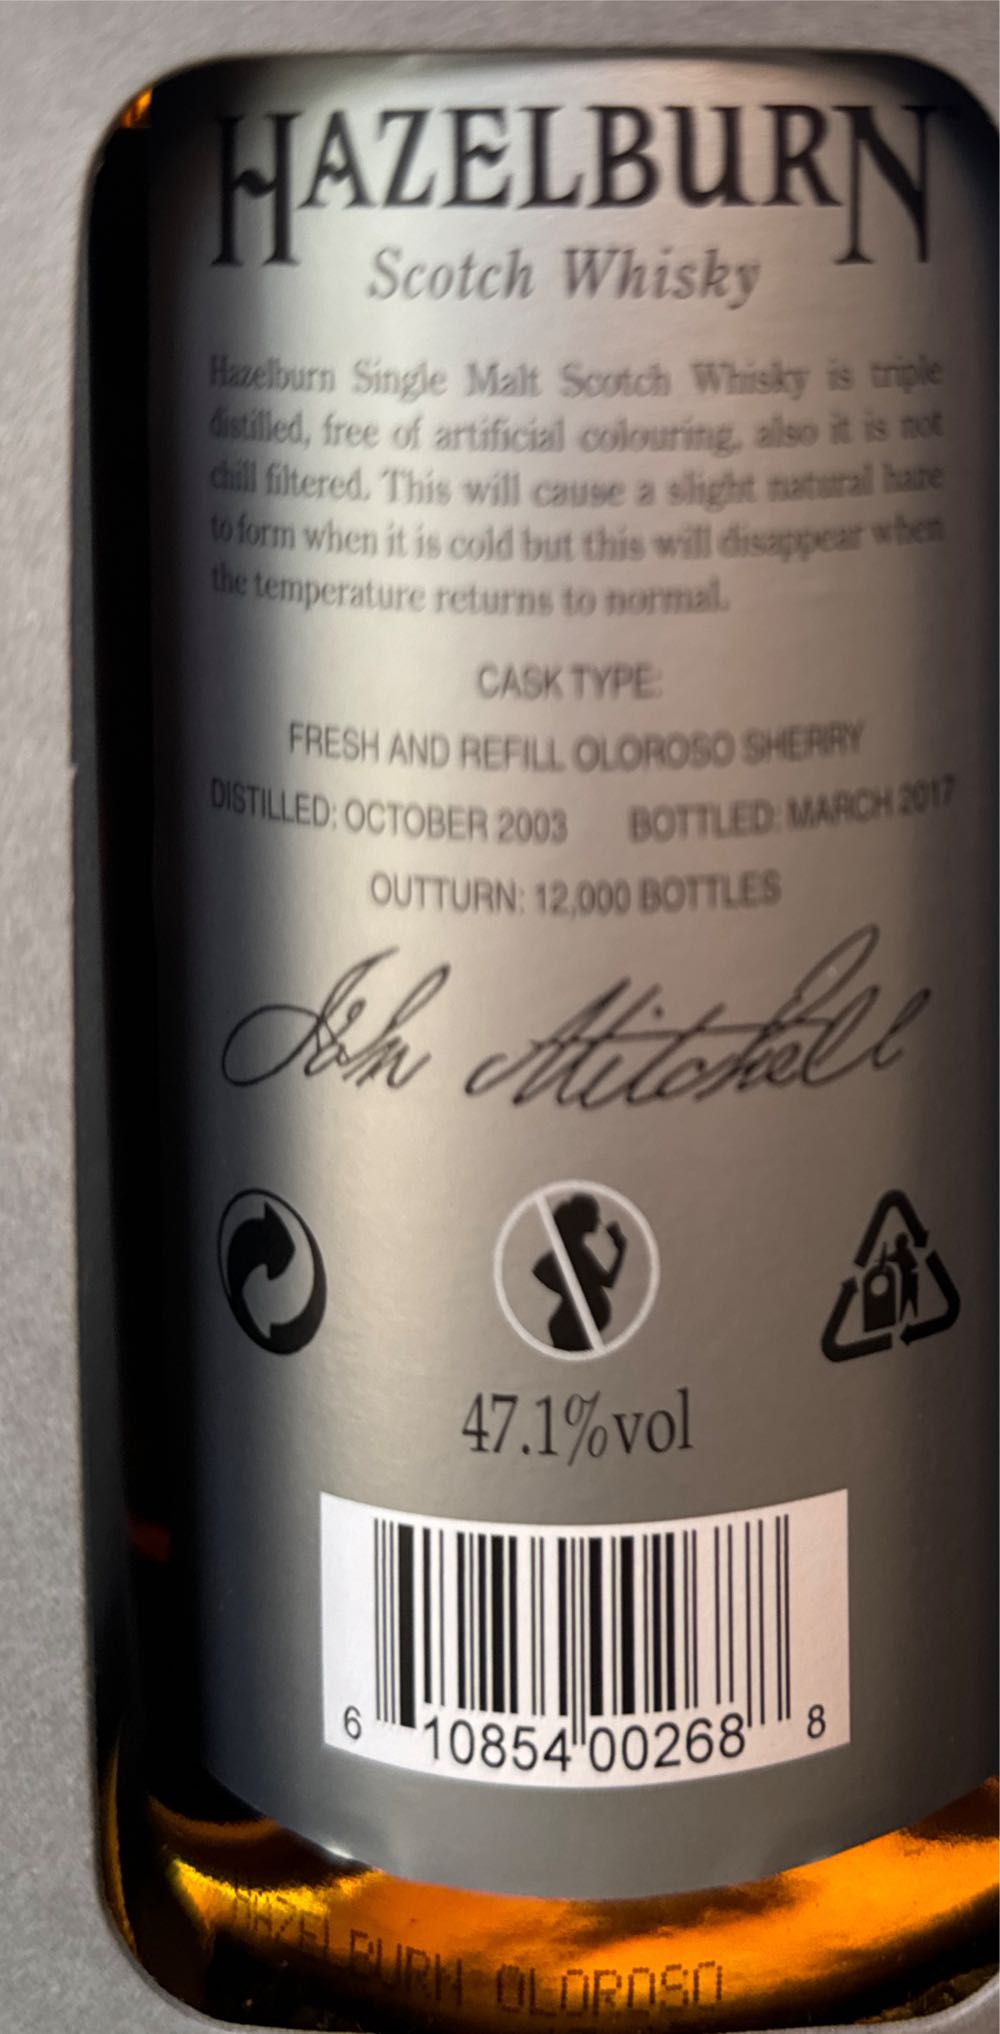 HAZELBURN
Scotch Whisky
Hazelburn Single Malt Scotch Whisky is triple
distilled, free of artificial colouring, also it is not
chill filtered. This will cause a slight natural haze
to form when it is cold but this will disappear when
the temperature returns to normal.
CASK TYPE:
FRESH AND REFILL OLOROSO SHERRY
DISTILLED: OCTOBER 2003 BOTTLED: MARCH 2017
OUTTURN: 12,000 BOTTLES
John Mitchell
47.1%vol
6 10854 00268 8
HAZELBURN OLOROSO